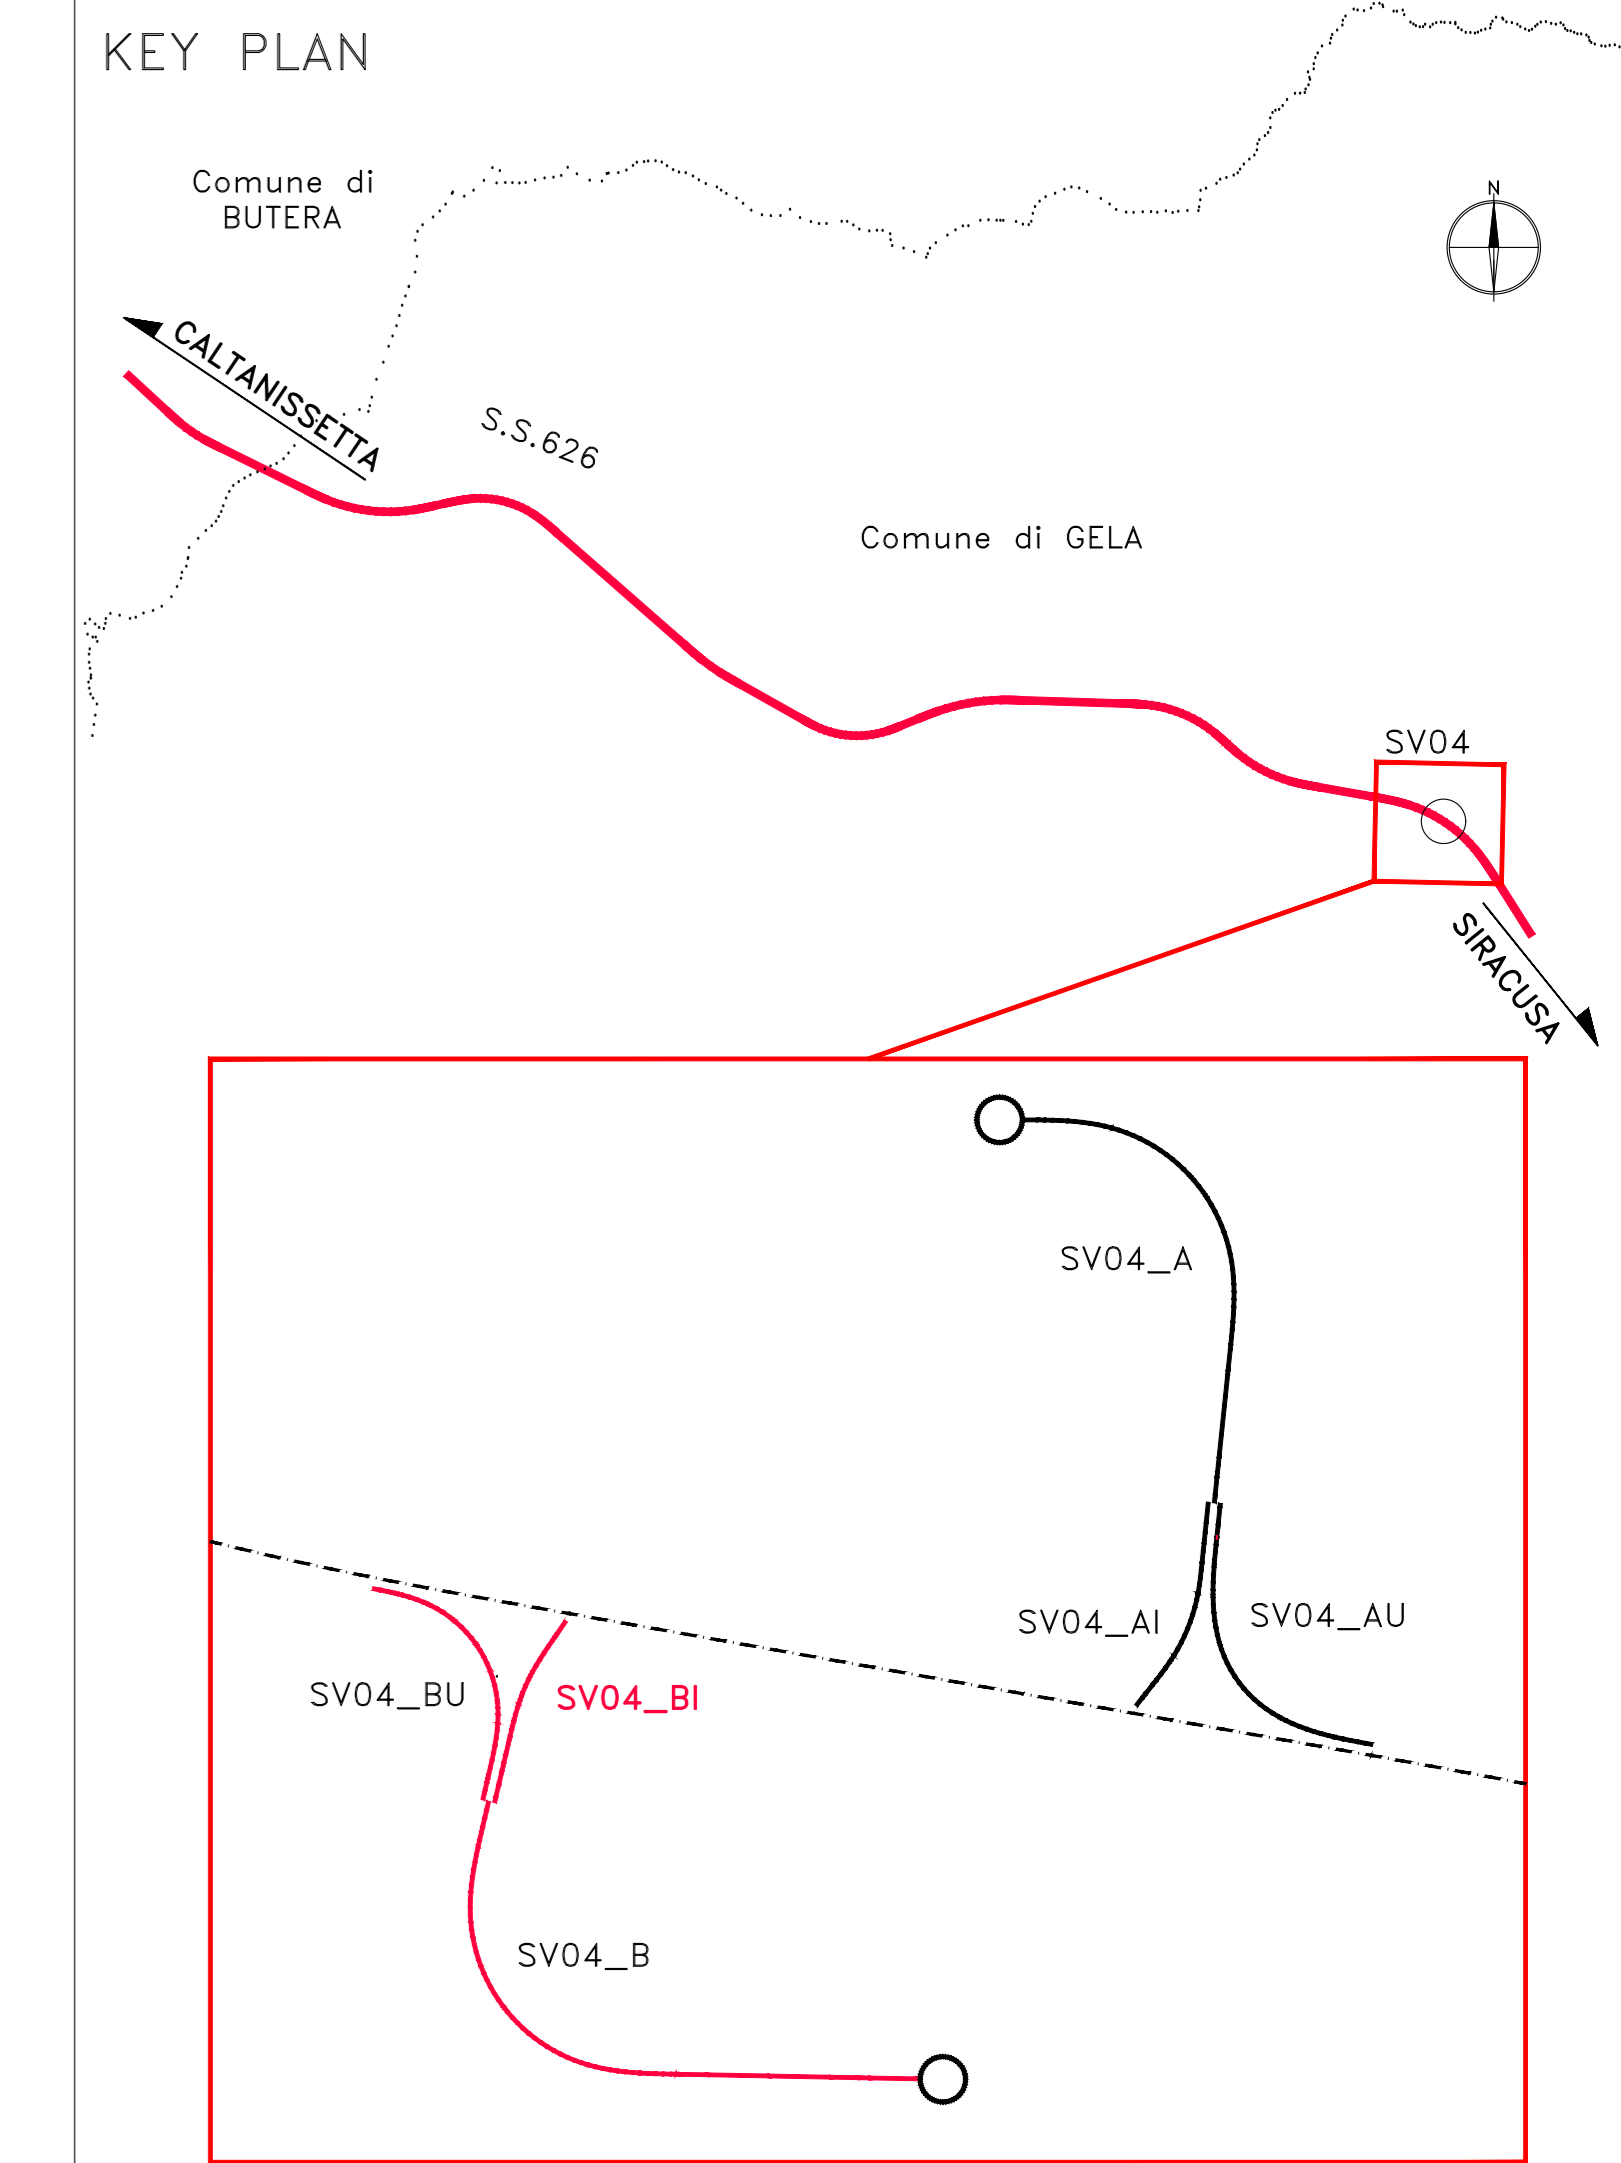 KEY PLAN
Comune di
BUTERA
N
CALTANISSETTA
S.S.626
Comune di GELA
SV04
SIRACUSA
SV04_A
SV04_AI
SV04_AU
SV04_BU
SV04_BI
SV04_B